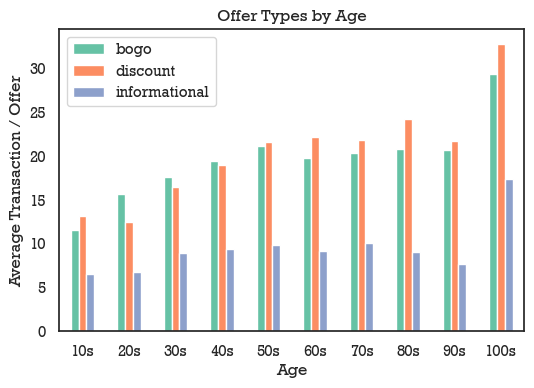 Offer Types by Age
bogo
discount
informational
Average Transaction / Offer
30
25
20
15
10
5
0
10s 20s 30s 40s 50s 60s 70s 80s 90s 100s
Age